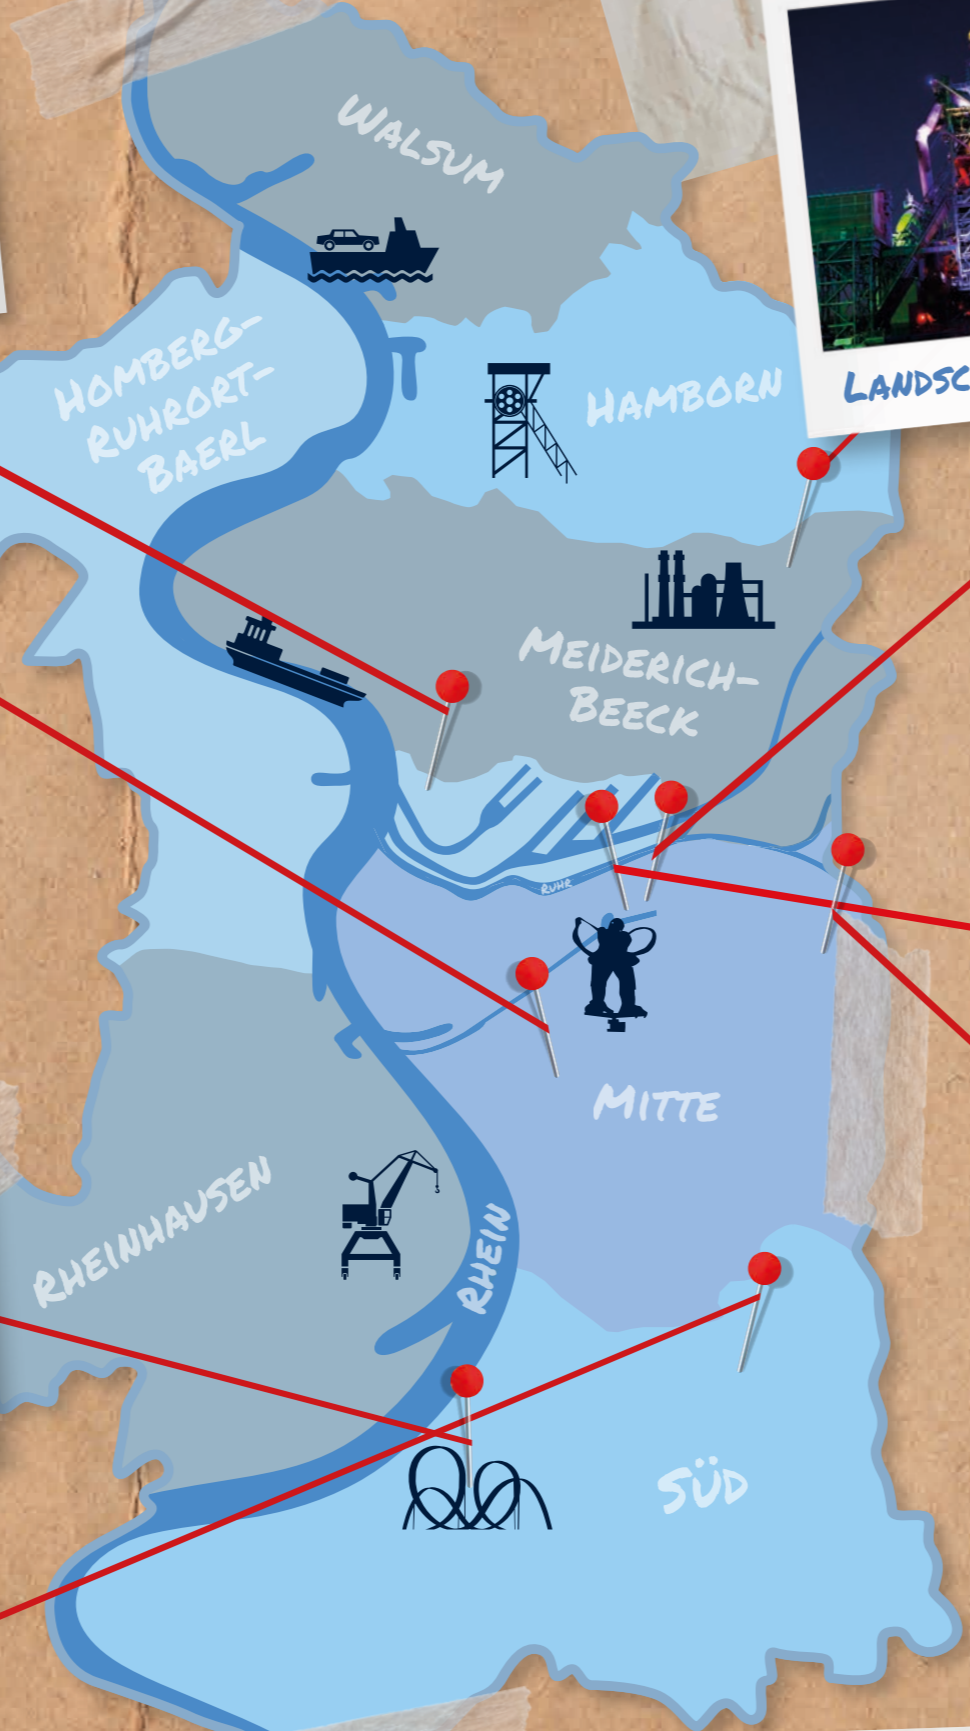 WALSUM
HOMBERG-
RUHRORT-
BAERL
HAMBORN
LANDSC
MEIDERICH-
BEECK
RUHR
MITTE
RHEINHAUSEN
RHEIN
SÜD